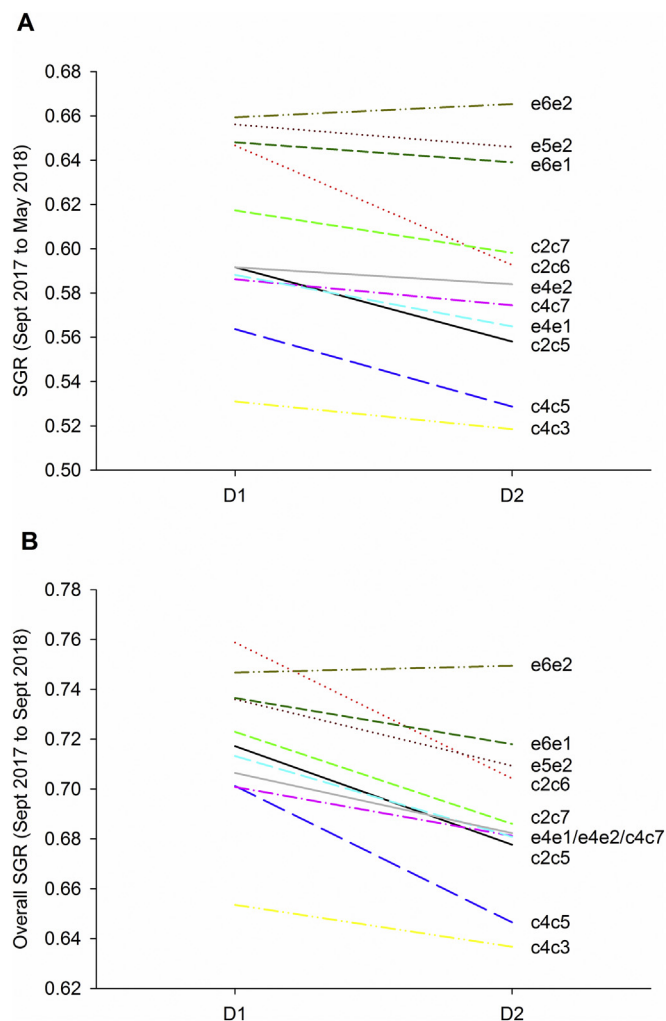 A
SGR (Sept 2017 to May 2018)
0.68
0.66
0.64
0.62
0.60
0.58
0.56
0.54
0.52
0.50
e6e2
e5e2
e6e1
c2c7
c2c6
e4e2
c4c7
e4e1
c2c5
c4c5
c4c3
D1 D2
B
Overall SGR (Sept 2017 to Sept 2018)
0.78
0.76
0.74
0.72
0.70
0.68
0.66
0.64
0.62
e6e2
e6e1
e5e2
c2c6
c2c7
e4e1/e4e2/c4c7
c2c5
c4c5
c4c3
D1 D2